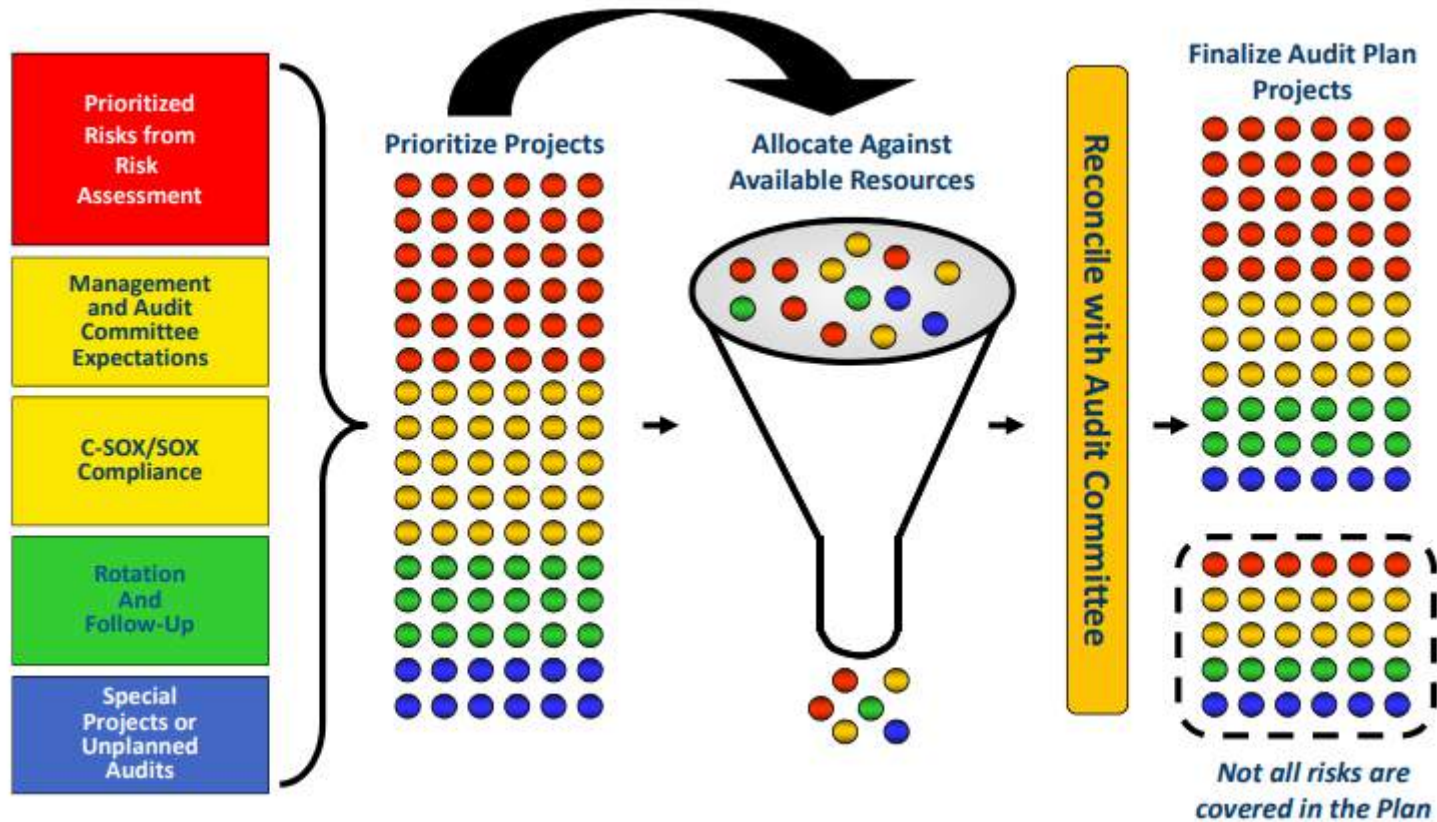 Prioritized
Risks from
Risk
Assessment
Management
and Audit
Committee
Expectations
C-SOX/SOX
Compliance
Rotation
And
Follow-Up
Special
Projects or
Unplanned
Audits
Prioritize Projects
Allocate Against
Available Resources
Reconcile with Audit Committee
Finalize Audit Plan
Projects
Not all risks are
covered in the Plan